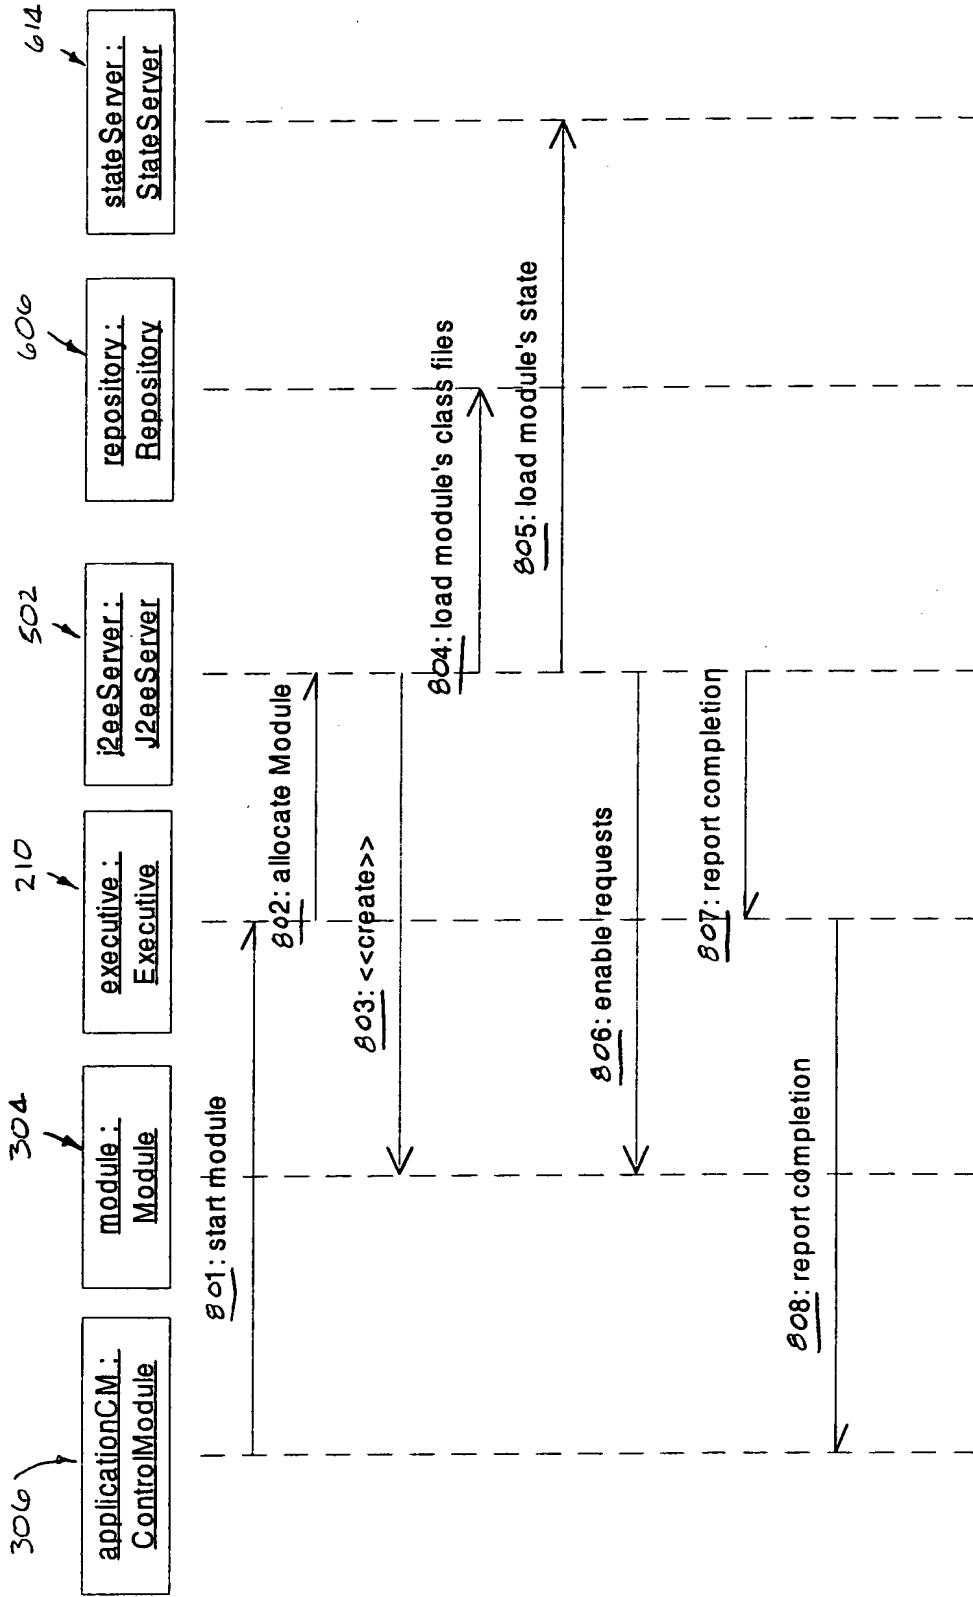 306
applicationCM :
ControlModule
304
module :
Module
210
executive :
Executive
502
j2eeServer :
J2eeServer
606
repository :
Repository
614
stateServer :
StateServer
801: start module
802: allocate Module
803: <<create>>
804: load module's class files
805: load module's state
806: enable requests
807: report completion
808: report completion